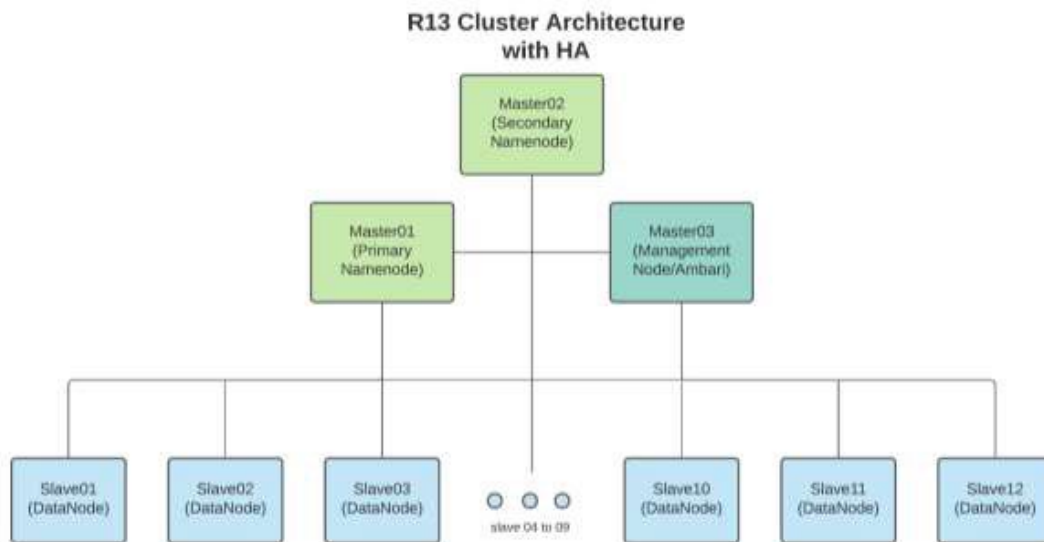 R13 Cluster Architecture
with HA
Master02
(Secondary
Namenode)
Master01
(Primary
Namenode)
Master03
(Management
Node/Ambari)
Slave01
(DataNode)
Slave02
(DataNode)
Slave03
(DataNode)
slave 04 to 09
Slave10
(DataNode)
Slave11
(DataNode)
Slave12
(DataNode)